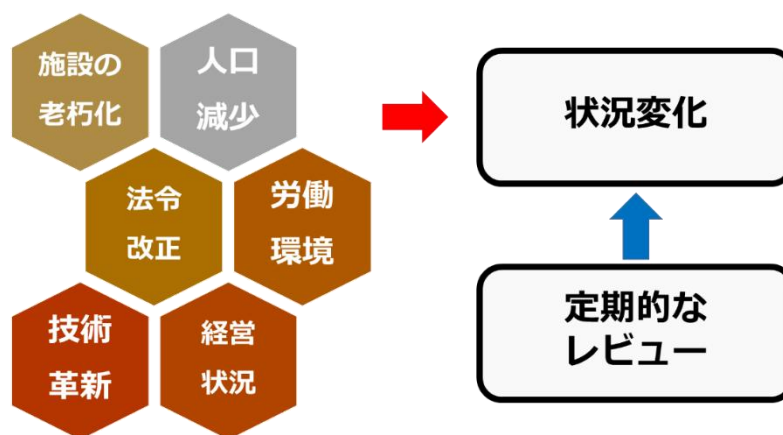 施設の
老朽化
人口
減少
法令
改正
労働
環境
技術
革新
経営
状況
状況変化
定期的な
レビュー